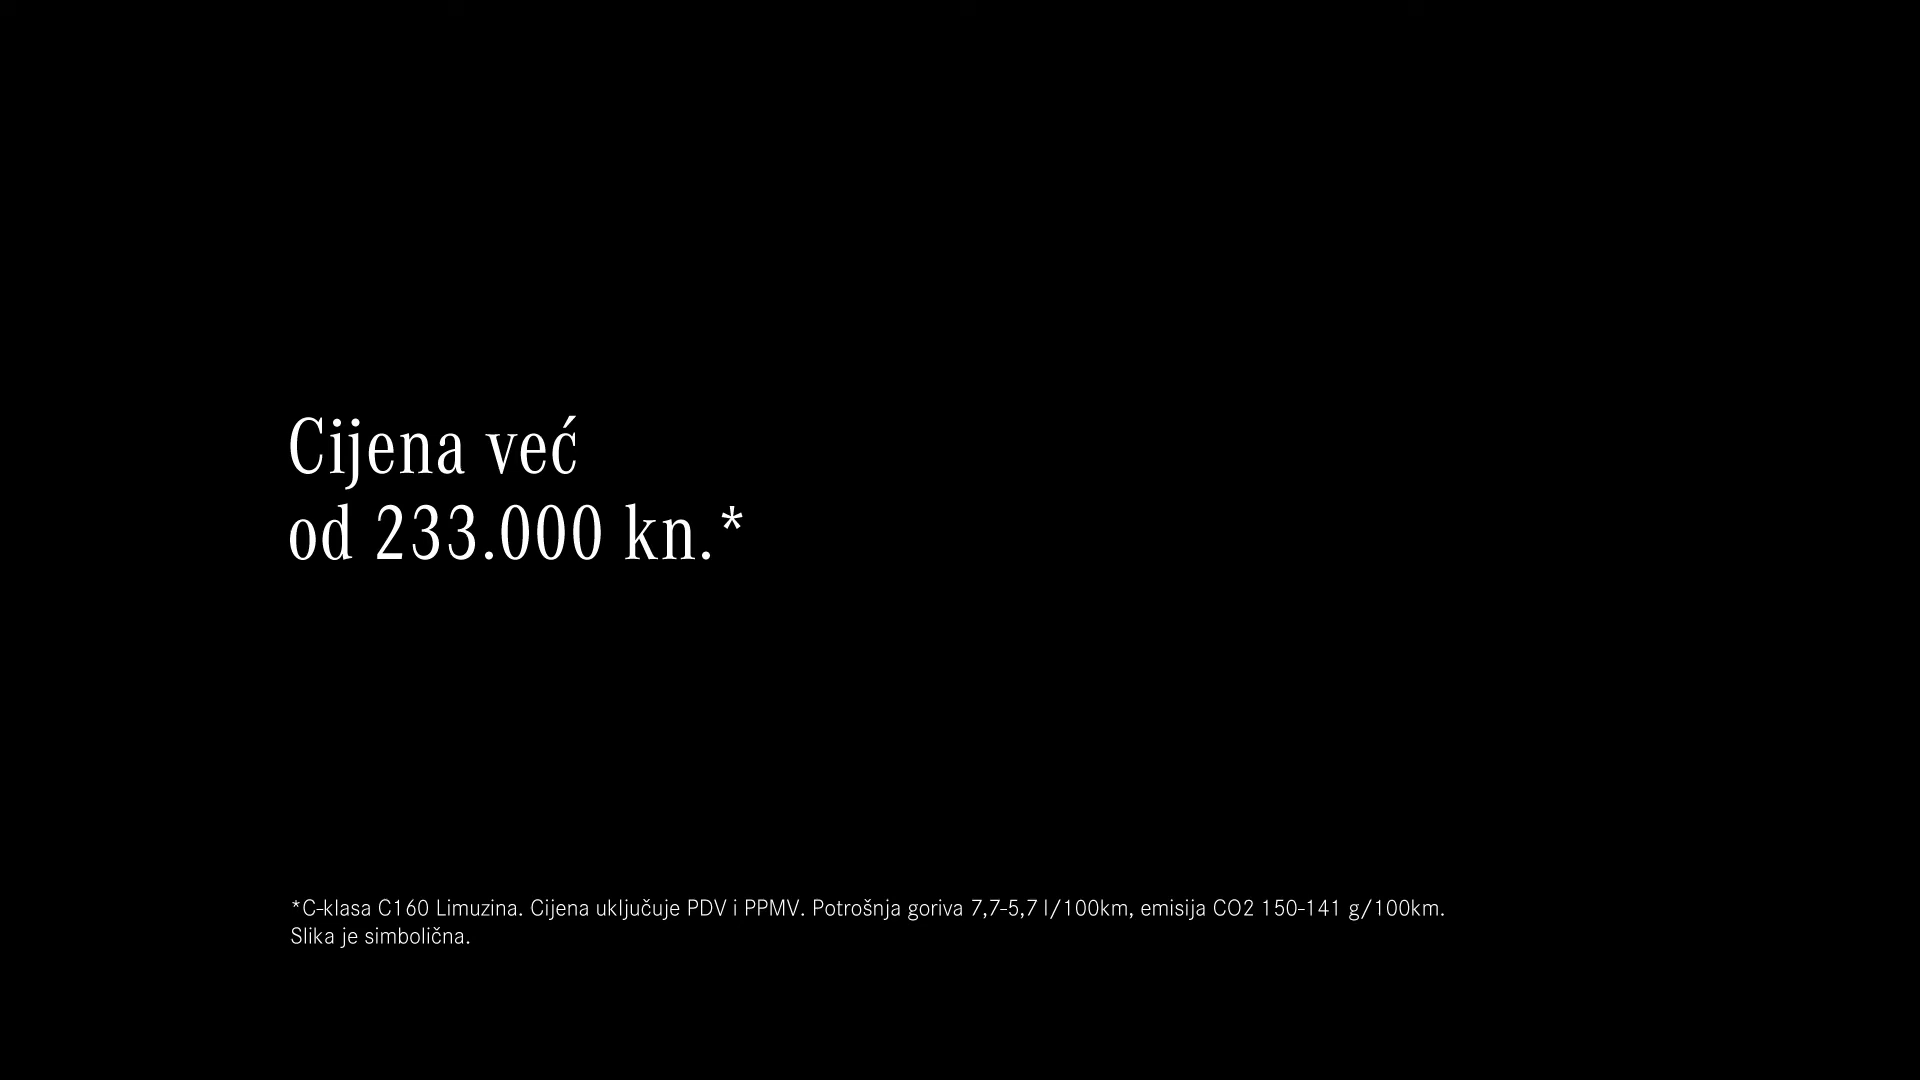 Cijena već
od 233.000 kn.*
*C-klasa C160 Limuzina. Cijena uključuje PDV i PPMV. Potrošnja goriva 7,7-5,7 l/100km, emisija CO2 150-141 g/100km.
Slika je simbolična.